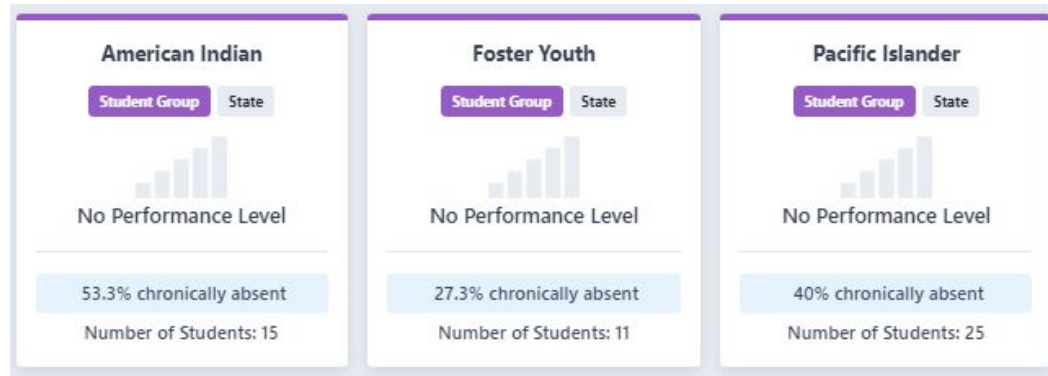 American Indian
Student Group State
No Performance Level
53.3% chronically absent
Number of Students: 15
Foster Youth
Student Group State
No Performance Level
27.3% chronically absent
Number of Students: 11
Pacific Islander
Student Group State
No Performance Level
40% chronically absent
Number of Students: 25